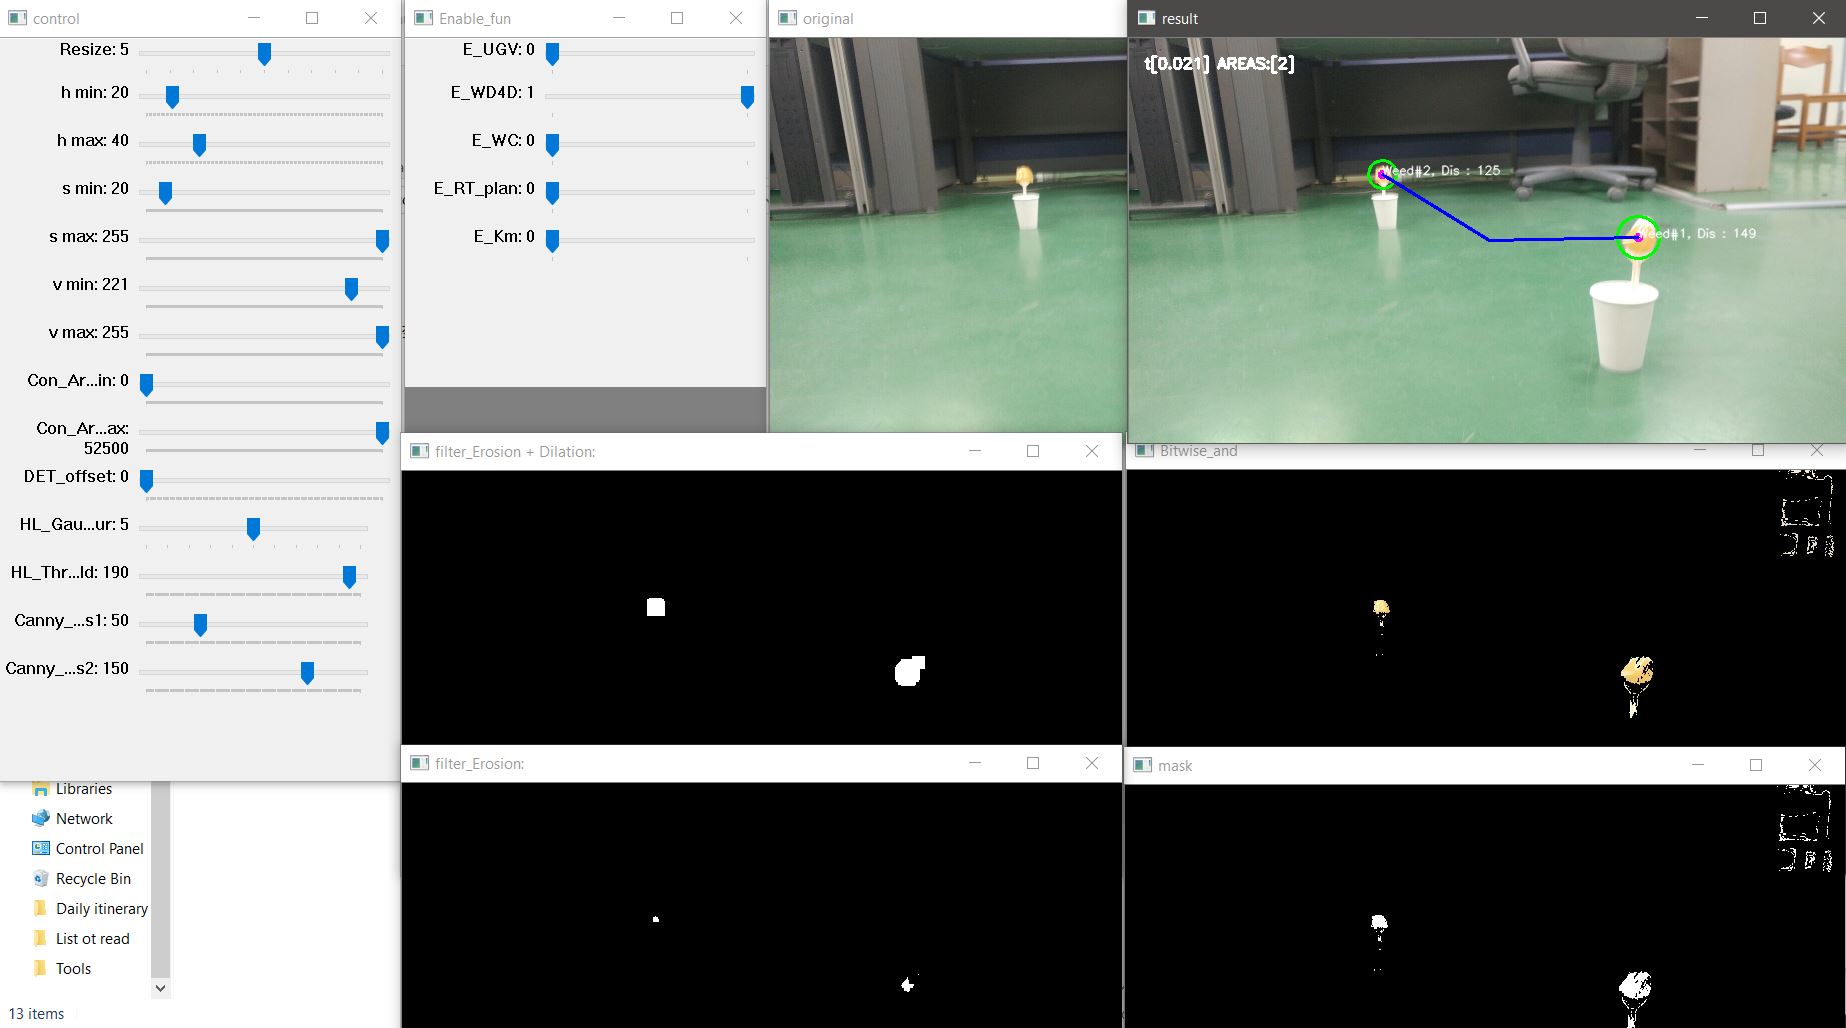 control
Resize: 5
h min: 20
h max: 40
s min: 20
s max: 255
v min: 221
v max: 255
Con_Ar...in: 0
Con_Ar...ax:
52500
DET_offset: 0
HL_Gau...ur: 5
HL_Thr...ld: 190
Canny_...s1: 50
Canny_...s2: 150
Libraries
Network
Control Panel
Recycle Bin
Daily itinerary
List ot read
Tools
13 items
Enable_fun
E_UGV: 0
E_WD4D: 1
E_WC: 0
E_RT_plan: 0
E_Km: 0
original
result
t[0.021] AREAS:[2]
Weed#2, Dis : 125
Weed#1, Dis : 149
filter_Erosion + Dilation:
Bitwise_and
filter_Erosion:
mask